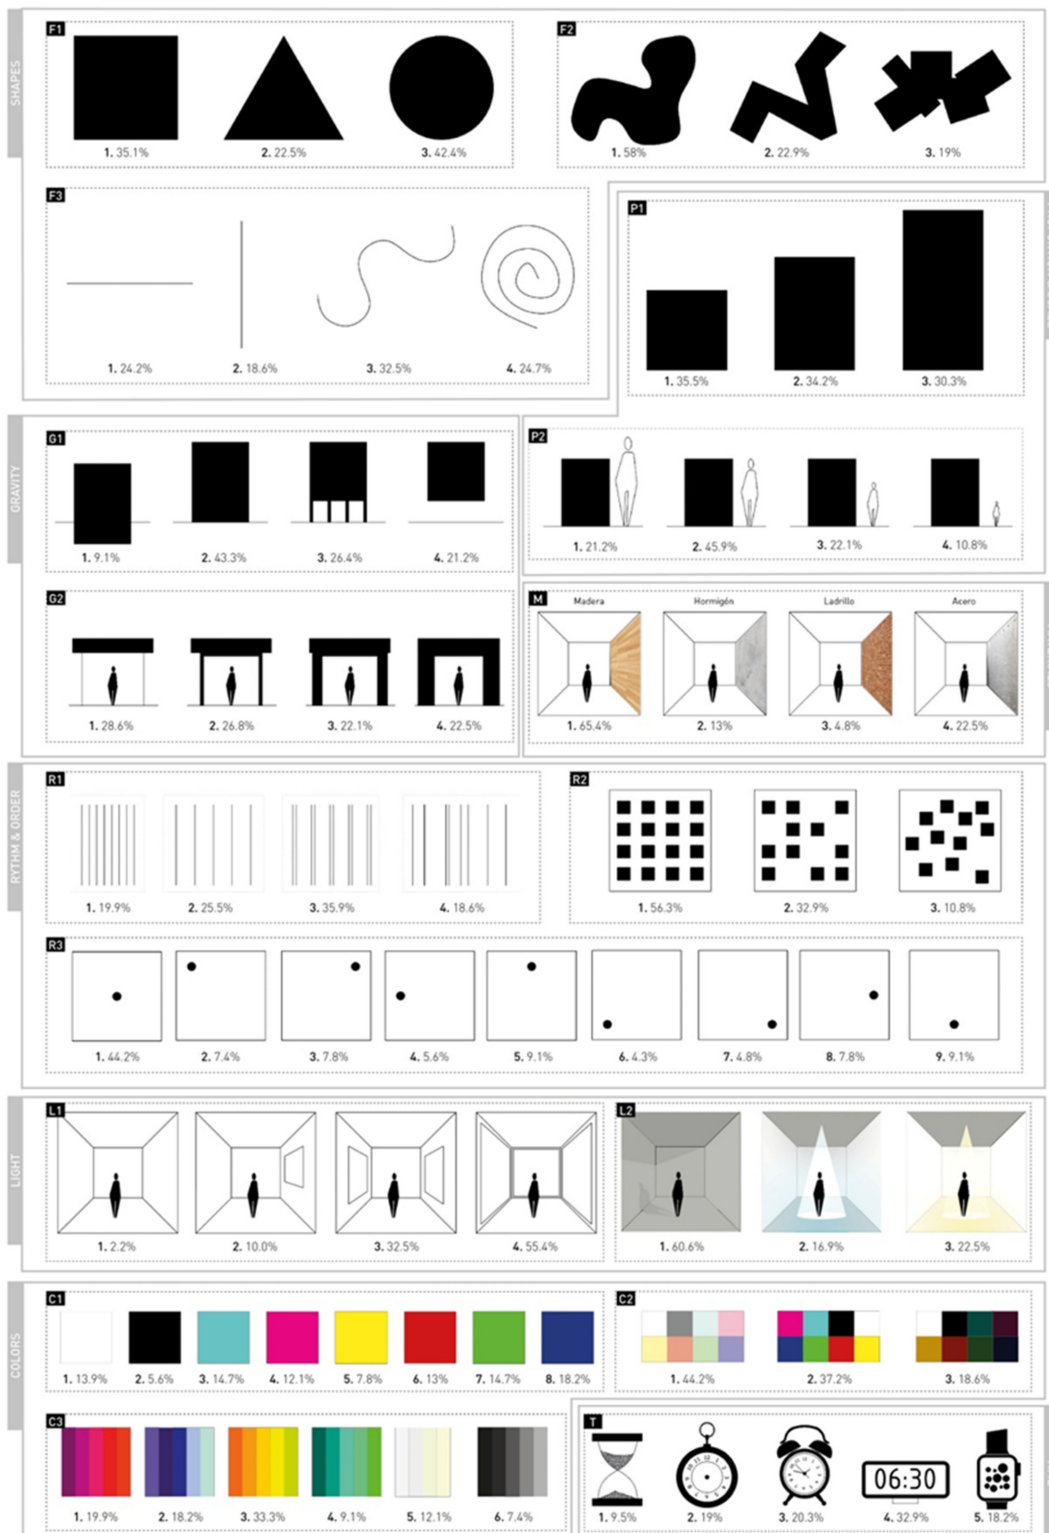 SHAPES
F1
1. 35.1% 2. 22.5% 3. 42.4%
F2
1. 58% 2. 22.9% 3. 19%
F3
1. 24.2% 2. 18.6% 3. 32.5% 4. 24.7%
P1
1. 35.5% 2. 34.2% 3. 30.3%
GRAVITY
G1
1. 9.1% 2. 43.3% 3. 26.4% 4. 21.2%
P2
1. 21.2% 2. 45.9% 3. 22.1% 4. 10.8%
G2
1. 28.6% 2. 26.8% 3. 22.1% 4. 22.5%
M
Madera Hormigón Ladrillo Acero
1. 65.4% 2. 13% 3. 4.8% 4. 22.5%
RYTHM & ORDER
R1
1. 19.9% 2. 25.5% 3. 35.9% 4. 18.6%
R2
1. 56.3% 2. 32.9% 3. 10.8%
R3
1. 44.2% 2. 7.4% 3. 7.8% 4. 5.6% 5. 9.1% 6. 4.3% 7. 4.8% 8. 7.8% 9. 9.1%
LIGHT
L1
1. 2.2% 2. 10.0% 3. 32.5% 4. 55.4%
L2
1. 60.6% 2. 16.9% 3. 22.5%
COLORS
C1
1. 13.9% 2. 5.6% 3. 14.7% 4. 12.1% 5. 7.8% 6. 13% 7. 14.7% 8. 18.2%
C2
1. 44.2% 2. 37.2% 3. 18.6%
C3
1. 19.9% 2. 18.2% 3. 33.3% 4. 9.1% 5. 12.1% 6. 7.4%
T
06:30
1. 9.5% 2. 19% 3. 20.3% 4. 32.9% 5. 18.2%